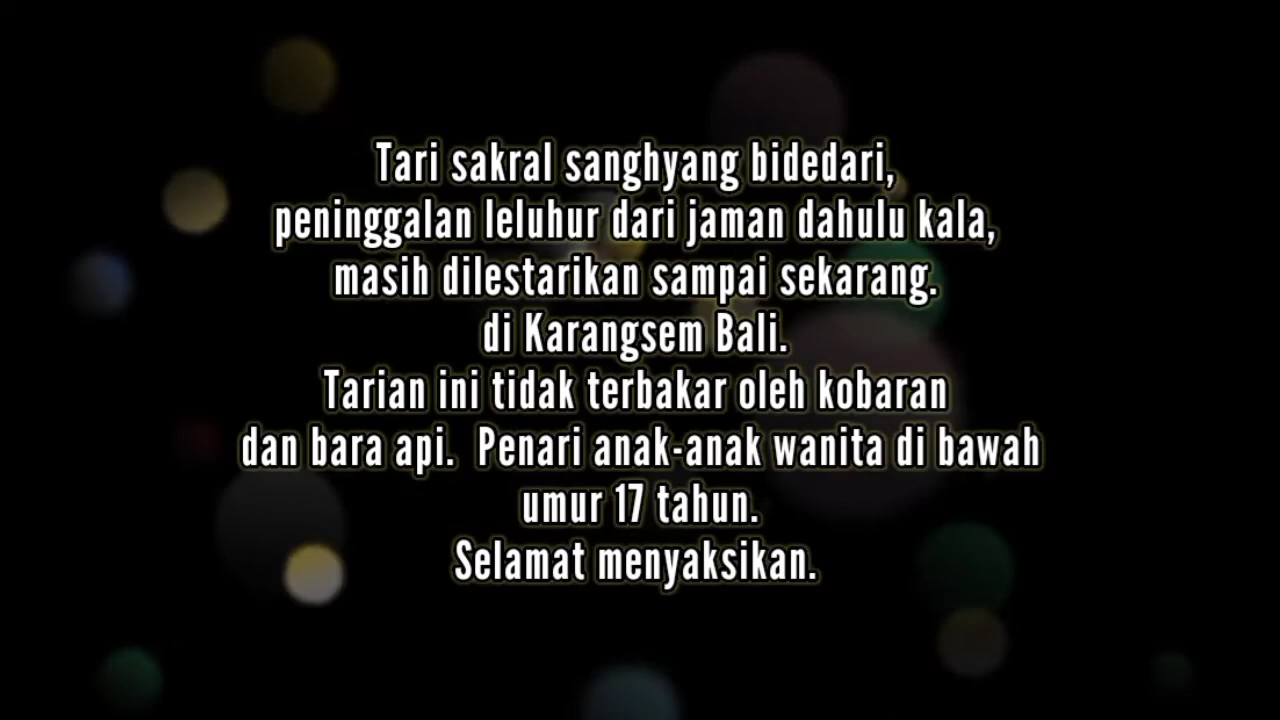 Tari sakral sanghyang bidedari,
peninggalan leluhur dari jaman dahulu kala,
masih dilestarikan sampai sekarang.
di Karangsem Bali.
Tarian ini tidak terbakar oleh kobaran
dan bara api.  Penari anak-anak wanita di bawah
umur 17 tahun.
Selamat menyaksikan.